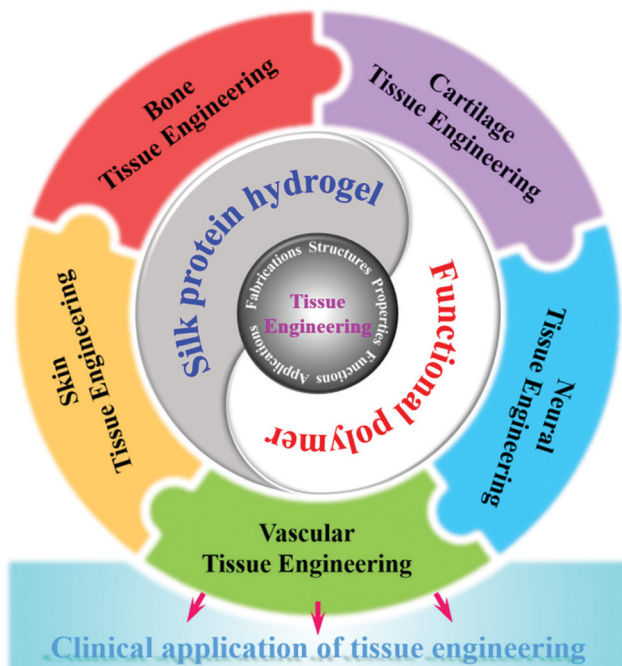 Bone
Tissue Engineering
Cartilage
Tissue Engineering
Neural
Tissue Engineering
Vascular
Tissue Engineering
Skin
Tissue Engineering
Silk protein hydrogel
Functional polymer
Fabrications Structures Properties Functions Applications
Tissue
Engineering
Clinical application of tissue engineering